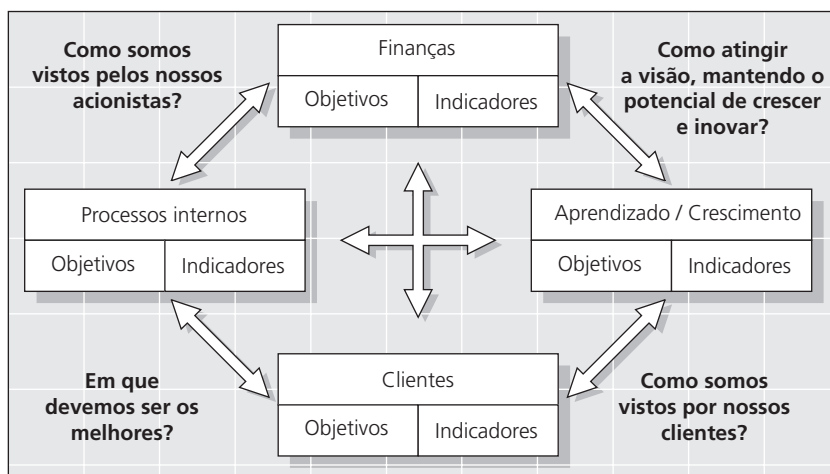 Como somos
vistos pelos nossos
acionistas?
Finanças
Objetivos Indicadores
Como atingir
a visão, mantendo o
potencial de crescer
e inovar?
Processos internos
Objetivos Indicadores
Aprendizado / Crescimento
Objetivos Indicadores
Em que
devemos ser os
melhores?
Clientes
Objetivos Indicadores
Como somos
vistos por nossos
clientes?